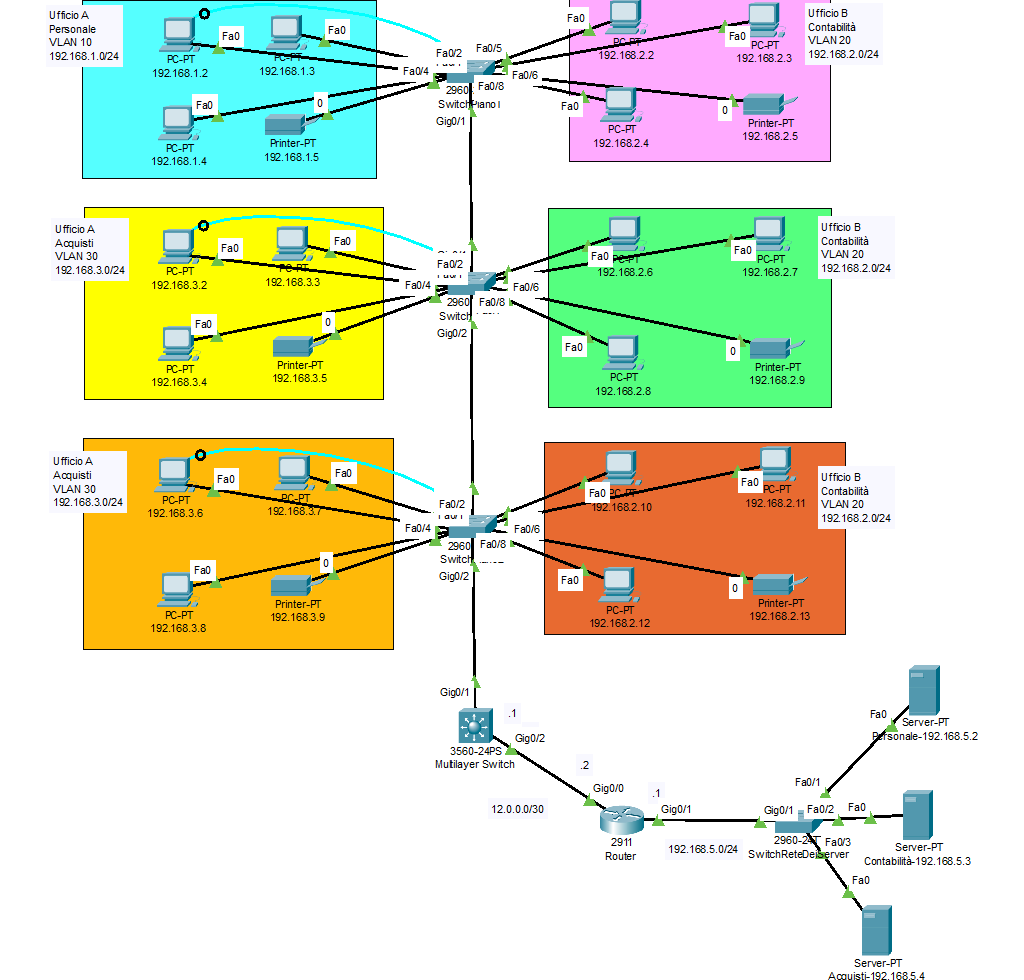 Ufficio A
Personale
VLAN 10
192.168.1.0/24
Fa0
PC-PT
192.168.1.2
Fa0
PC-PT
192.168.1.3
Fa0
PC-PT
192.168.1.4
0
Printer-PT
192.168.1.5
Fa0/2
Fa0/5
Fa0/4
Fa0/6
2960
Fa0/8
Gig0/1
Fa0
192.168.2.2
Fa0
PC-PT
192.168.2.3
Fa0
PC-PT
192.168.2.4
0
Printer-PT
192.168.2.5
Ufficio B
Contabilità
VLAN 20
192.168.2.0/24
Ufficio A
Acquisti
VLAN 30
192.168.3.0/24
Fa0
PC-PT
192.168.3.2
Fa0
PC-PT
192.168.3.3
Fa0
PC-PT
192.168.3.4
0
Printer-PT
192.168.3.5
Fa0/2
Fa0/4
Fa0/6
2960
Fa0/8
Switch
Gig0/2
Fa0
PC-PT
192.168.2.6
Fa0
PC-PT
192.168.2.7
Fa0
PC-PT
192.168.2.8
0
Printer-PT
192.168.2.9
Ufficio B
Contabilità
VLAN 20
192.168.2.0/24
Ufficio A
Acquisti
VLAN 30
192.168.3.0/24
Fa0
PC-PT
192.168.3.6
Fa0
PC-PT
192.168.3.7
Fa0
PC-PT
192.168.3.8
0
Printer-PT
192.168.3.9
Fa0/2
Fa0/4
Fa0/6
2960
Fa0/8
Switch
Gig0/2
Fa0
PC-PT
192.168.2.10
Fa0
PC-PT
192.168.2.11
Fa0
PC-PT
192.168.2.12
0
Printer-PT
192.168.2.13
Ufficio B
Contabilità
VLAN 20
192.168.2.0/24
Gig0/1
.1
Gig0/2
3560-24PS
Multilayer Switch
.2
12.0.0.0/30
Gig0/0
.1
Gig0/1
2911
Router
192.168.5.0/24
Gig0/1
Fa0/1
Fa0/2
Fa0/3
SwitchReteDeiserver
Fa0
Server-PT
Personale-192.168.5.2
Fa0
Server-PT
Contabilità-192.168.5.3
Fa0
Server-PT
Acquisti-192.168.5.4